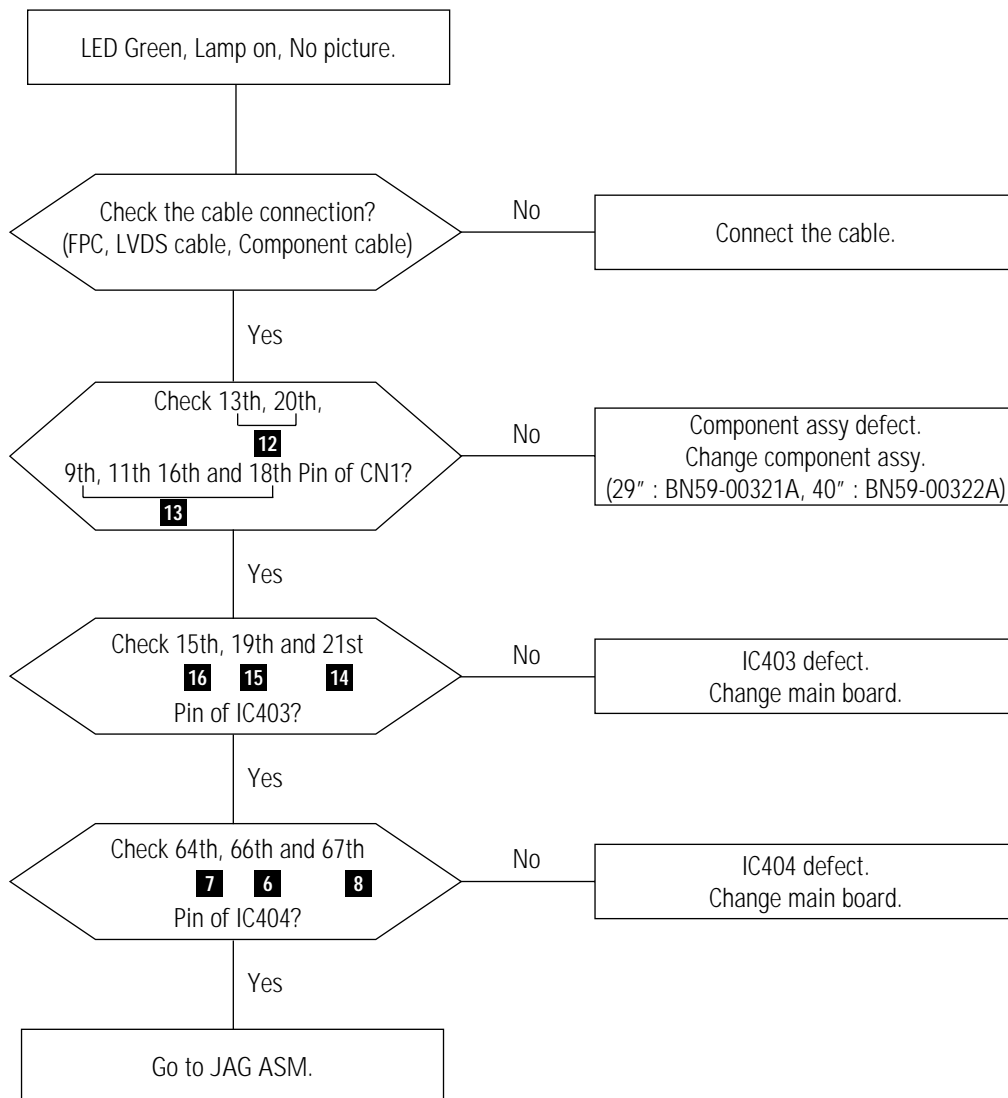 LED Green, Lamp on, No picture.
Check the cable connection?
(FPC, LVDS cable, Component cable)
No
Connect the cable.
Yes
Check 13th, 20th,
12
9th, 11th 16th and 18th Pin of CN1?
13
No
Component assy defect.
Change component assy.
(29" : BN59-00321A, 40" : BN59-00322A)
Yes
Check 15th, 19th and 21st
16 15 14
Pin of IC403?
No
IC403 defect.
Change main board.
Yes
Check 64th, 66th and 67th
7 6 8
Pin of IC404?
No
IC404 defect.
Change main board.
Yes
Go to JAG ASM.